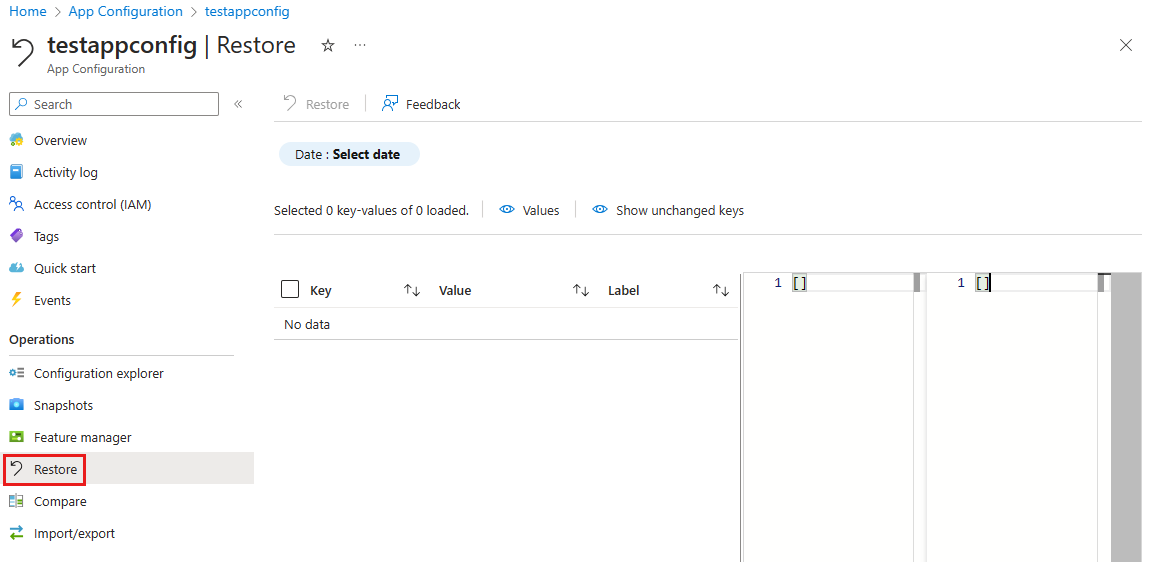 Home > App Configuration > testappconfig
testappconfig | Restore
App Configuration
Search
Restore
Feedback
Overview
Date : Select date
Activity log
Access control (IAM)
Selected 0 key-values of 0 loaded.
Values
Show unchanged keys
Tags
Quick start
Events
Key
Value
Label
1 []
1 []
No data
Operations
Configuration explorer
Snapshots
Feature manager
Restore
Compare
Import/export